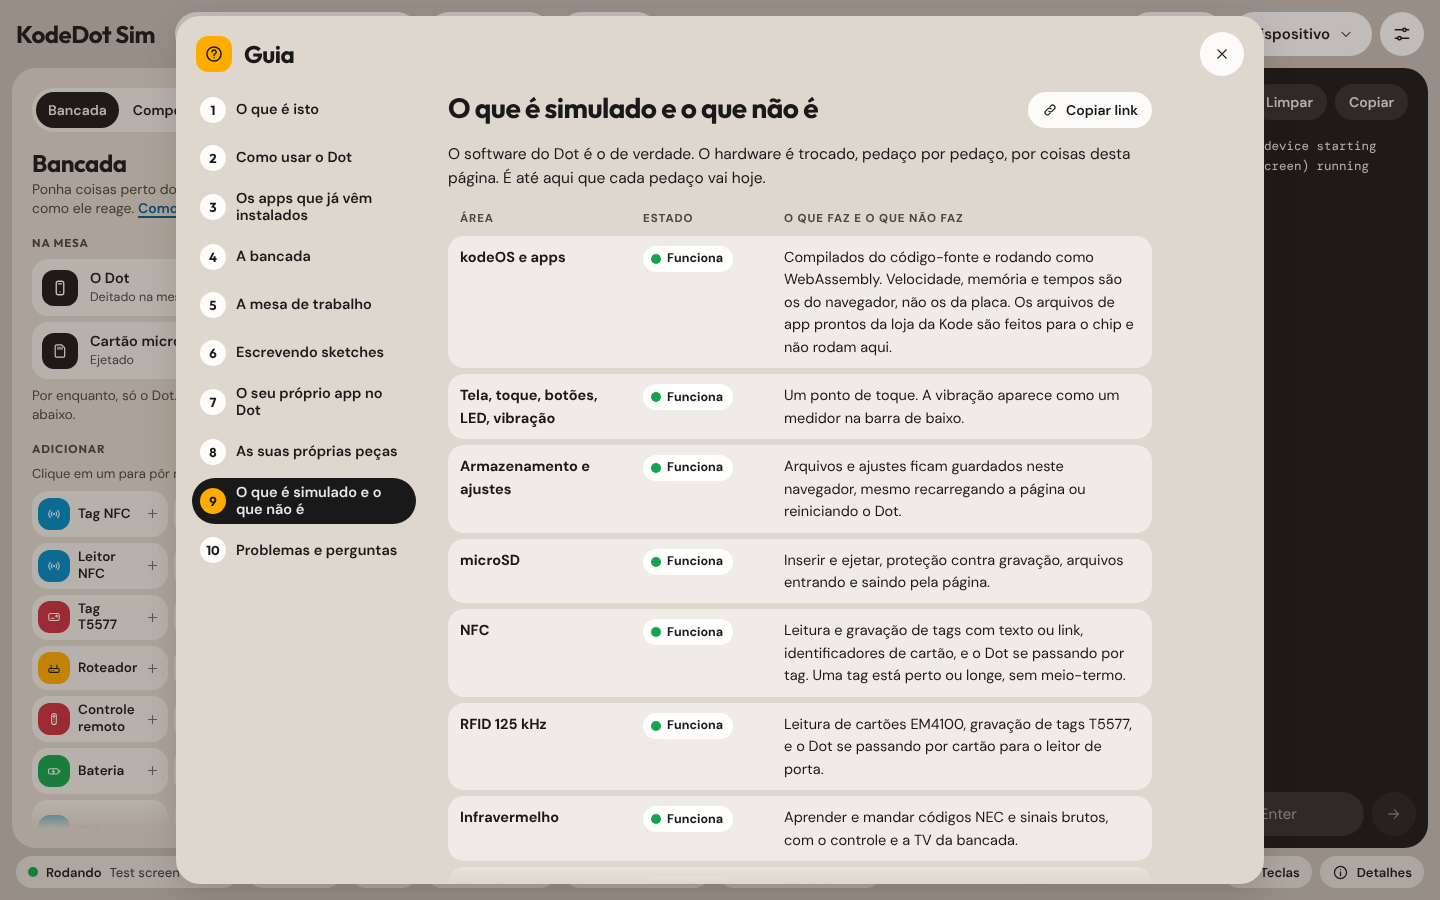 KodeDot Sim
Guia
ispositivo
Bancada
Limpar
Copiar
device starting
creen) running
Bancada
Ponha coisas perto do
como ele reage.
NA MESA
O Dot
Cartão micro
Ejetado
Por enquanto, só o Dot.
abaixo.
ADICIONAR
Clique em um para pôr
Tag NFC
Leitor
NFC
Tag
T5577
Roteador
Controle
remoto
Bateria
1 O que é isto
2 Como usar o Dot
3 Os apps que já vêm
instalados
4 A bancada
5 A mesa de trabalho
6 Escrevendo sketches
7 O seu próprio app no
Dot
8 As suas próprias peças
9 O que é simulado e o
que não é
10 Problemas e perguntas
O que é simulado e o que não é
Copiar link
O software do Dot é o de verdade. O hardware é trocado, pedaço por pedaço, por coisas desta
página. É até aqui que cada pedaço vai hoje.
ÁREA ESTADO O QUE FAZ E O QUE NÃO FAZ
kodeOS e apps Funciona Compilados do código-fonte e rodando como
WebAssembly. Velocidade, memória e tempos são
os do navegador, não os da placa. Os arquivos de
app prontos da loja da Kode são feitos para o chip e
não rodam aqui.
Tela, toque, botões, Funciona Um ponto de toque. A vibração aparece como um
LED, vibração medidor na barra de baixo.
Armazenamento e Funciona Arquivos e ajustes ficam guardados neste
ajustes navegador, mesmo recarregando a página ou
reiniciando o Dot.
microSD Funciona Inserir e ejetar, proteção contra gravação, arquivos
entrando e saindo pela página.
NFC Funciona Leitura e gravação de tags com texto ou link,
identificadores de cartão, e o Dot se passando por
tag. Uma tag está perto ou longe, sem meio-termo.
RFID 125 kHz Funciona Leitura de cartões EM4100, gravação de tags T5577,
e o Dot se passando por cartão para o leitor de
porta.
Infravermelho Funciona Aprender e mandar códigos NEC e sinais brutos,
com o controle e a TV da bancada.
Enter
Rodando Test screen
Teclas
Detalhes